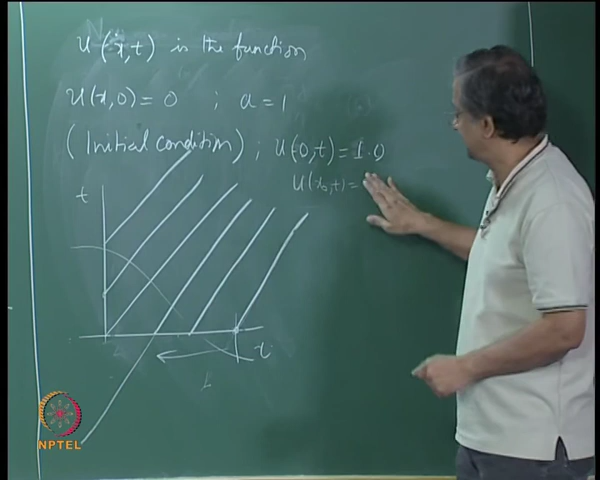 u(x,t) is the function
u(x,0) = 0 ; a = 1
(Initial condition) ; u(0,t) = 1.0
u(x₀,t) =
t
x
L
NPTEL